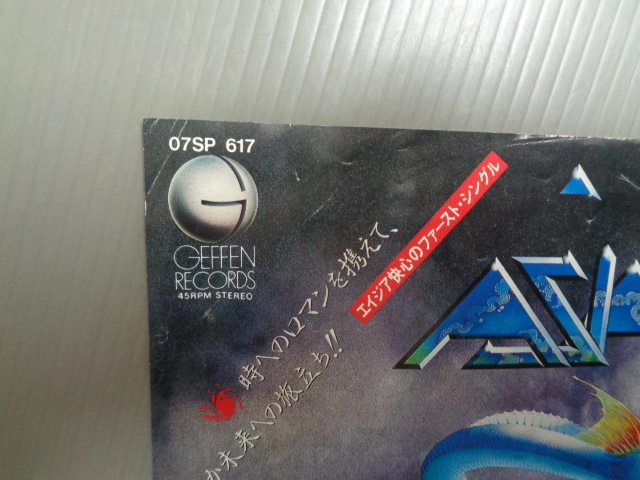 07SP 617
G
GEFFEN
RECORDS
45RPM STEREO
エイジア快心のファースト・シングル
時へのロマンを携えて、
未来への旅立ち!!
ASIA